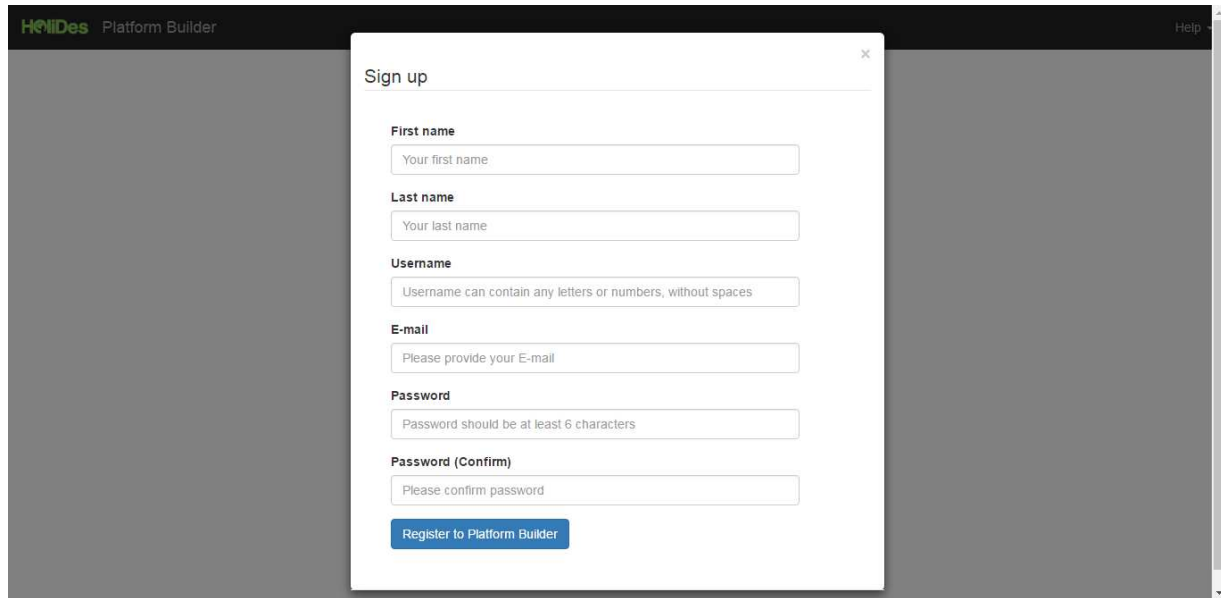 HoliDes Platform Builder
Help
×
Sign up
First name
Your first name
Last name
Your last name
Username
Username can contain any letters or numbers, without spaces
E-mail
Please provide your E-mail
Password
Password should be at least 6 characters
Password (Confirm)
Please confirm password
Register to Platform Builder